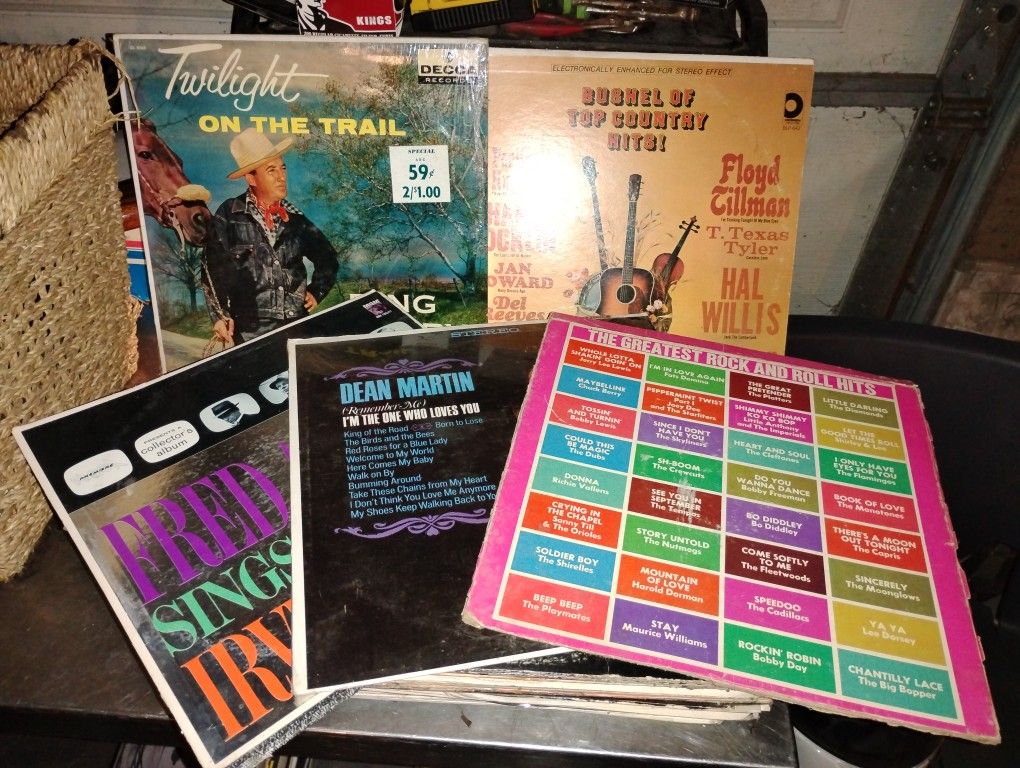 KINGS
Twilight
ON THE TRAIL
DECCA
RECORDS
SPECIAL
59¢
2/$1.00
NG
ELECTRONICALLY ENHANCED FOR STEREO EFFECT
BUSHEL OF
TOP COUNTRY
HITS!
Floyd
Tillman
T. Texas
Tyler
HAL
WILLIS
JAN
OWARD
Del
Reeves
PREMIERE
PRESENTS A
collector's
album
FRED A
SINGS
IRV
STEREO
DEAN MARTIN
(Remember Me)
I'M THE ONE WHO LOVES YOU
King of the Road Born to Lose
The Birds and the Bees
Red Roses for a Blue Lady
Welcome to My World
Here Comes My Baby
Walk on By
Bumming Around
Take These Chains from My Heart
I Don't Think You Love Me Anymore
My Shoes Keep Walking Back to Yo
THE GREATEST ROCK AND ROLL HITS
WHOLE LOTTA
SHAKIN' GOIN' ON
Jerry Lee Lewis
I'M IN LOVE AGAIN
Fats Domino
THE GREAT
PRETENDER
The Platters
LITTLE DARLING
The Diamonds
MAYBELLINE
Chuck Berry
PEPPERMINT TWIST
Part I
Joey Dee
and The Starliters
SHIMMY SHIMMY
KO KO BOP
Little Anthony
and The Imperials
LET THE
GOOD TIMES ROLL
Shirley & Lee
TOSSIN'
AND TURNIN'
Bobby Lewis
SINCE I DON'T
HAVE YOU
The Skyliners
HEART AND SOUL
The Cleftones
I ONLY HAVE
EYES FOR YOU
The Flamingos
COULD THIS
BE MAGIC
The Dubs
SH-BOOM
The Crewcuts
DO YOU
WANNA DANCE
Bobby Freeman
BOOK OF LOVE
The Monotones
DONNA
Richie Vallens
SEE YOU IN
SEPTEMBER
The Tempos
BO DIDDLEY
Bo Diddley
THERE'S A MOON
OUT TONIGHT
The Capris
CRYING IN
THE CHAPEL
Sonny Till
& The Orioles
STORY UNTOLD
The Nutmegs
COME SOFTLY
TO ME
The Fleetwoods
SINCERELY
The Moonglows
SOLDIER BOY
The Shirelles
MOUNTAIN
OF LOVE
Harold Dorman
SPEEDOO
The Cadillacs
YA YA
Lee Dorsey
BEEP BEEP
The Playmates
STAY
Maurice Williams
ROCKIN' ROBIN
Bobby Day
CHANTILLY LACE
The Big Bopper